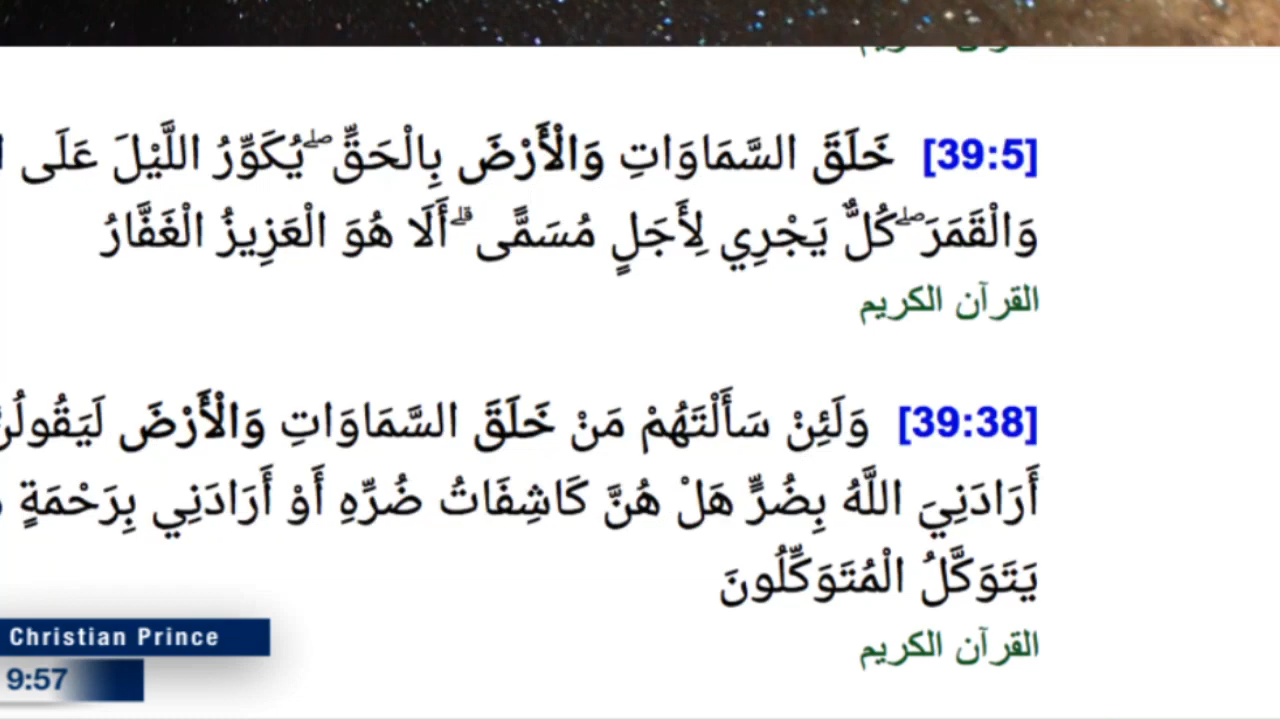 [39:5] خَلَقَ السَّمَاوَاتِ وَالْأَرْضَ بِالْحَقِّ ۖ يُكَوِّرُ اللَّيْلَ عَلَى
وَالْقَمَرَ ۖ كُلٌّ يَجْرِي لِأَجَلٍ مُسَمًّى ۗ أَلَا هُوَ الْعَزِيزُ الْغَفَّارُ
القرآن الكريم
[39:38] وَلَئِنْ سَأَلْتَهُمْ مَنْ خَلَقَ السَّمَاوَاتِ وَالْأَرْضَ
أَرَادَنِيَ اللَّهُ بِضُرٍّ هَلْ هُنَّ كَاشِفَاتُ ضُرِّهِ أَوْ أَرَادَنِي بِرَحْمَةٍ
يَتَوَكَّلُ الْمُتَوَكِّلُونَ
القرآن الكريم
Christian Prince
9:57